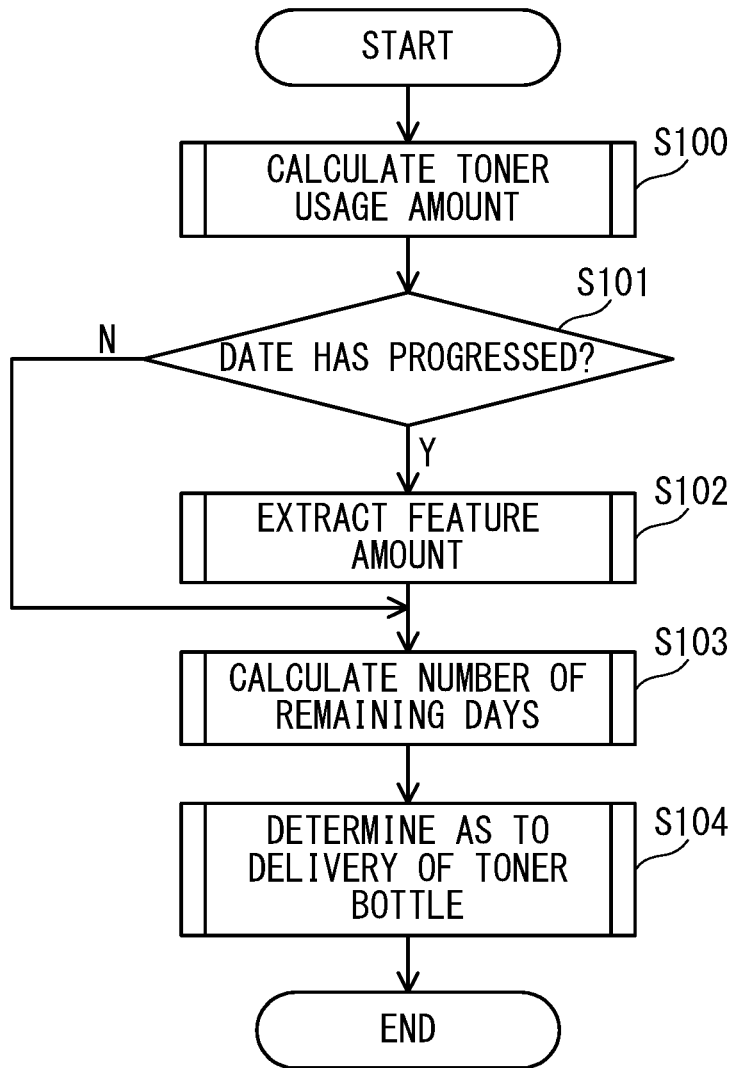 START
S100
CALCULATE TONER
USAGE AMOUNT
S101
N
DATE HAS PROGRESSED?
Y
S102
EXTRACT FEATURE
AMOUNT
S103
CALCULATE NUMBER OF
REMAINING DAYS
S104
DETERMINE AS TO
DELIVERY OF TONER
BOTTLE
END